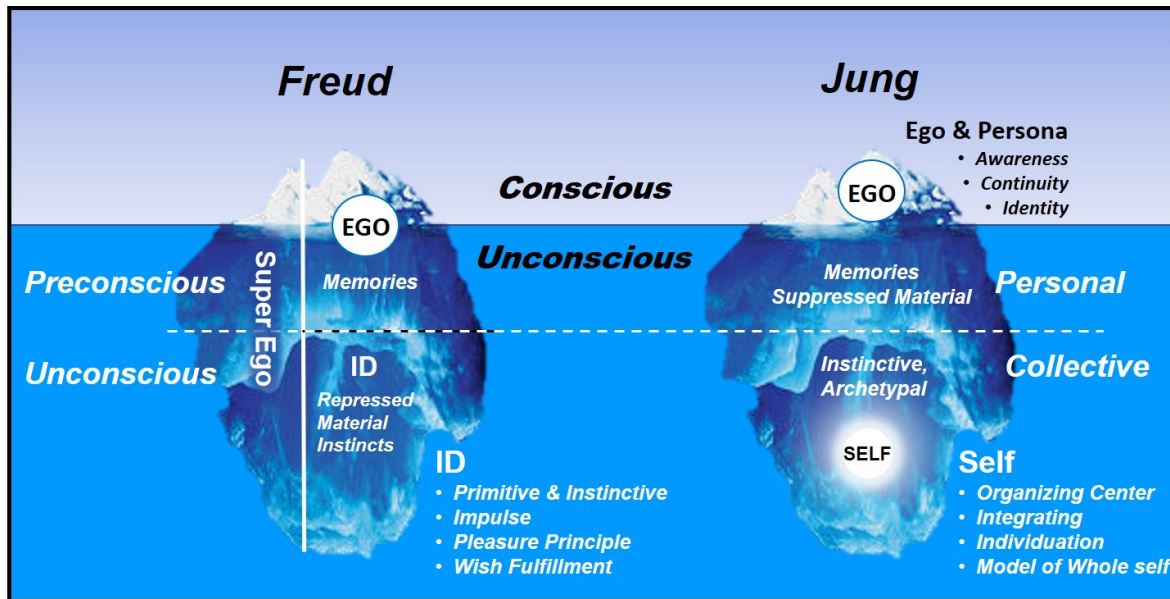 Freud
Jung
Ego & Persona
• Awareness
• Continuity
• Identity
Conscious
EGO
EGO
Unconscious
Preconscious
Super Ego
Memories
Memories
Suppressed Material
Personal
Unconscious
ID
Repressed
Material
Instincts
Instinctive,
Archetypal
Collective
SELF
ID
• Primitive & Instinctive
• Impulse
• Pleasure Principle
• Wish Fulfillment
Self
• Organizing Center
• Integrating
• Individuation
• Model of Whole self